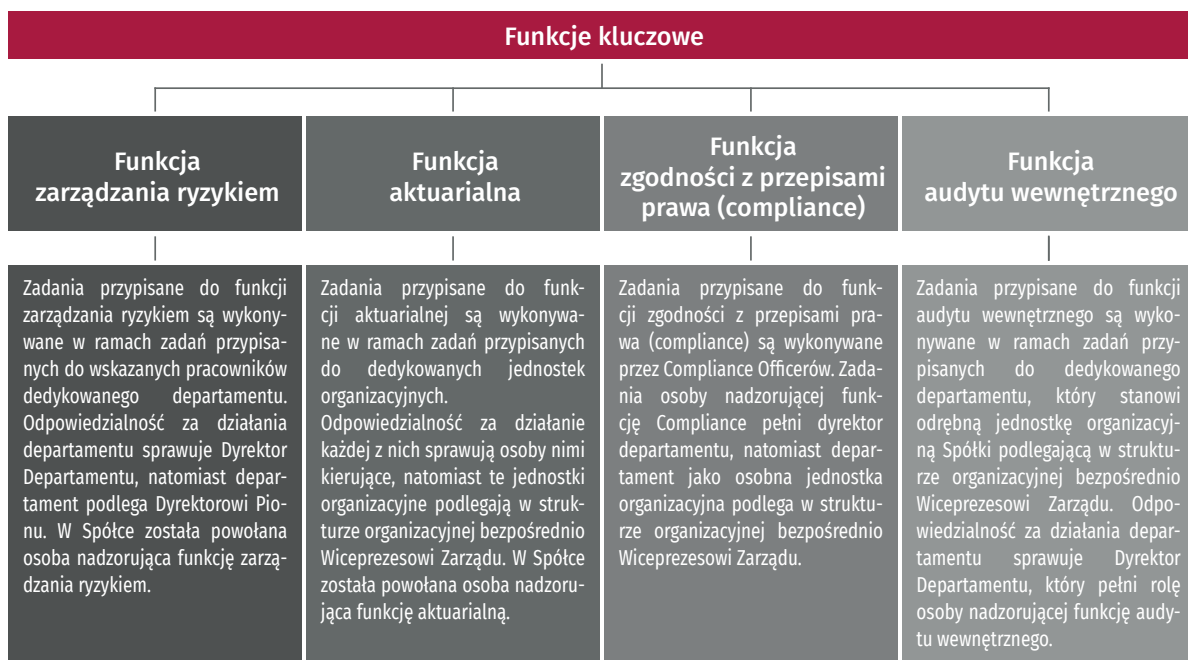 Funkcje kluczowe
Funkcja
zarządzania ryzykiem
Funkcja
aktuarialna
Funkcja
zgodności z przepisami
prawa (compliance)
Funkcja
audytu wewnętrznego
Zadania przypisane do funkcji
zarządzania ryzykiem są wykony-
wane w ramach zadań przypisa-
nych do wskazanych pracowników
dedykowanego departamentu.
Odpowiedzialność za działania
departamentu sprawuje Dyrektor
Departamentu, natomiast depar-
tament podlega Dyrektorowi Pio-
nu. W Spółce została powołana
osoba nadzorująca funkcję zarzą-
dzania ryzykiem.
Zadania przypisane do funk-
cji aktuarialnej są wykonywa-
ne w ramach zadań przypisanych
do dedykowanych jednostek
organizacyjnych.
Odpowiedzialność za działanie
każdej z nich sprawują osoby nimi
kierujące, natomiast te jednostki
organizacyjne podlegają w struk-
turze organizacyjnej bezpośrednio
Wiceprezesowi Zarządu. W Spółce
została powołana osoba nadzoru-
jąca funkcję aktuarialną.
Zadania przypisane do funk-
cji zgodności z przepisami pra-
wa (compliance) są wykonywane
przez Compliance Officerów. Zada-
nia osoby nadzorującej funk-
cję Compliance pełni dyrektor
departamentu, natomiast depar-
tament jako osobna jednostka
organizacyjna podlega w struktu-
rze organizacyjnej bezpośrednio
Wiceprezesowi Zarządu.
Zadania przypisane do funkcji
audytu wewnętrznego są wyko-
nywane w ramach zadań przy-
pisanych do dedykowanego
departamentu, który stanowi
odrębną jednostkę organizacyj-
ną Spółki podlegającą w struktu-
rze organizacyjnej bezpośrednio
Wiceprezesowi Zarządu. Odpo-
wiedzialność za działania depar-
tamentu sprawuje Dyrektor
Departamentu, który pełni rolę
osoby nadzorującej funkcję audy-
tu wewnętrznego.